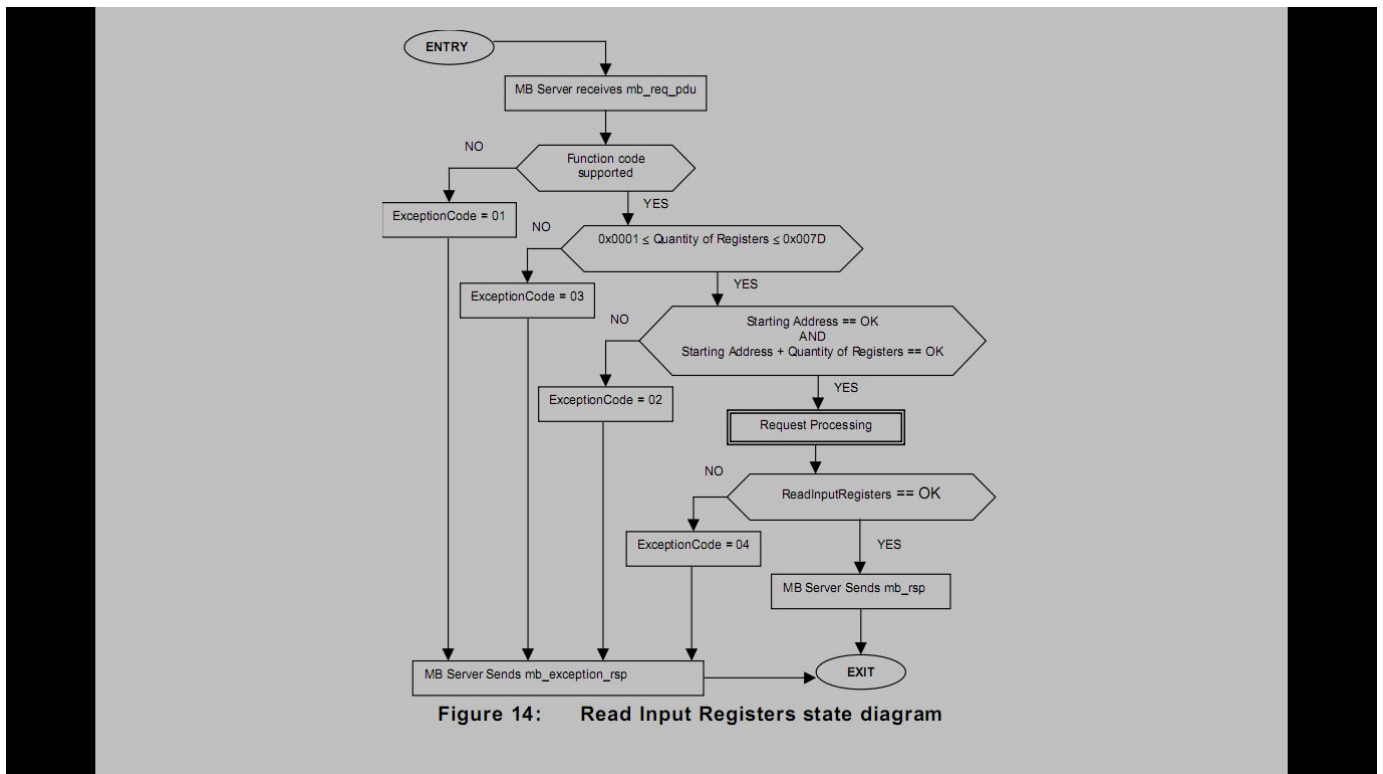 ENTRY
MB Server receives mb_req_pdu
NO
Function code
supported
ExceptionCode = 01
YES
NO
0x0001 ≤ Quantity of Registers ≤ 0x007D
ExceptionCode = 03
YES
NO
Starting Address == OK
AND
Starting Address + Quantity of Registers == OK
ExceptionCode = 02
YES
Request Processing
NO
ReadInputRegisters == OK
ExceptionCode = 04
YES
MB Server Sends mb_rsp
MB Server Sends mb_exception_rsp
EXIT
Figure 14: Read Input Registers state diagram